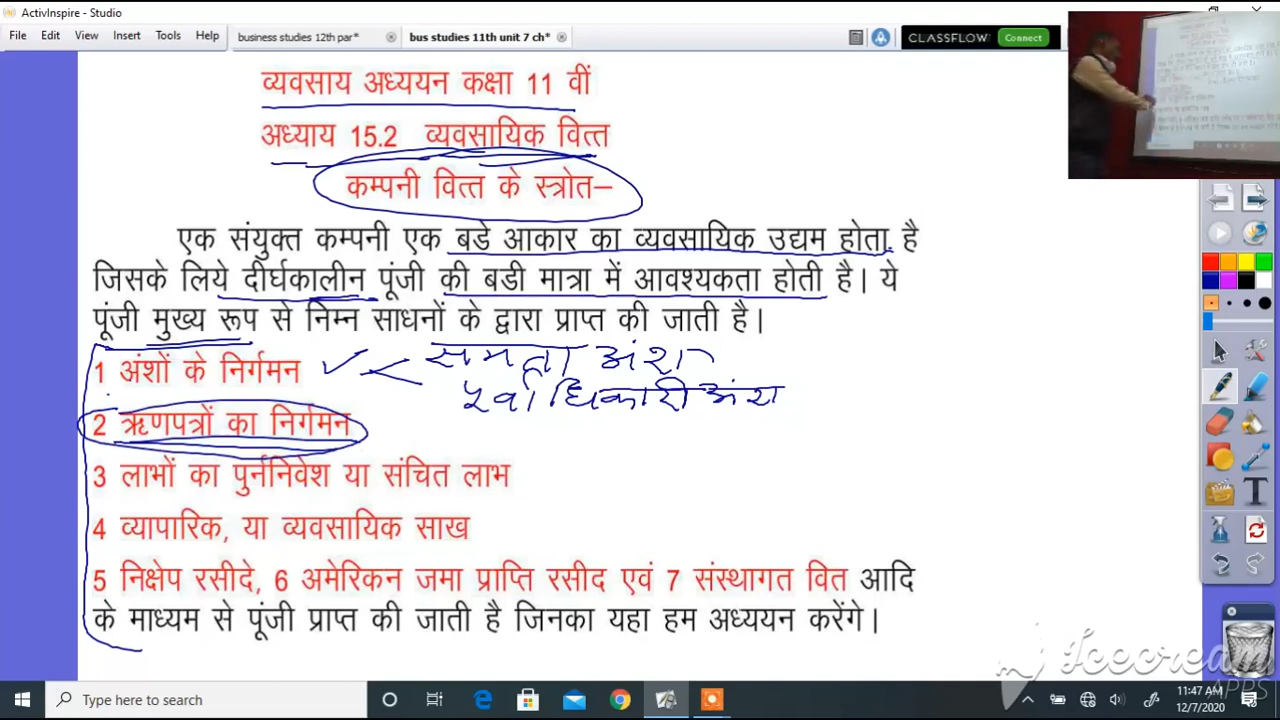 ActivInspire - Studio
File Edit View Insert Tools Help business studies 12th par* bus studies 11th unit 7 ch* CLASSFLOW Connect
व्यवसाय अध्ययन कक्षा 11 वीं
अध्याय 15.2 व्यवसायिक वित्त
कम्पनी वित्त के स्त्रोत–
एक संयुक्त कम्पनी एक बडे आकार का व्यवसायिक उद्यम होता है
जिसके लिये दीर्घकालीन पूंजी की बडी मात्रा में आवश्यकता होती है। ये
पूंजी मुख्य रूप से निम्न साधनों के द्वारा प्राप्त की जाती है।
1 अंशों के निर्गमन समता अंश
पूर्वाधिकारी अंश
2 ऋणपत्रों का निर्गमन
3 लाभों का पुर्ननिवेश या संचित लाभ
4 व्यापारिक, या व्यवसायिक साख
5 निक्षेप रसीदे, 6 अमेरिकन जमा प्राप्ति रसीद एवं 7 संस्थागत वित आदि
के माध्यम से पूंजी प्राप्त की जाती है जिनका यहा हम अध्ययन करेंगे।
Icecream
APPS
Type here to search
11:47 AM
12/7/2020